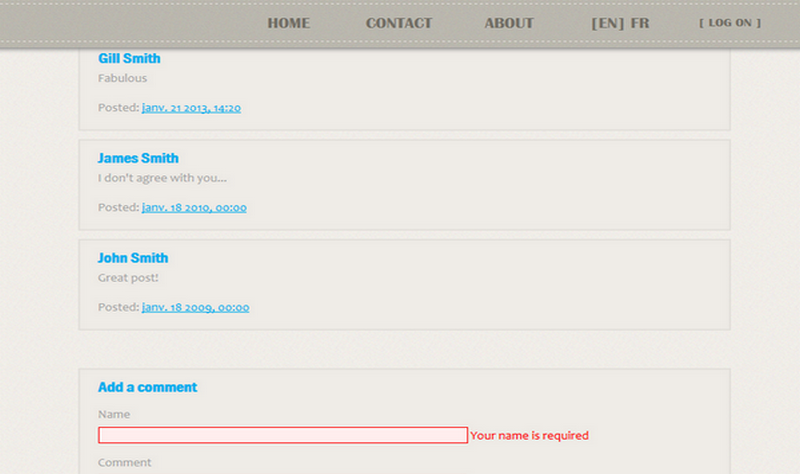 HOME CONTACT ABOUT [EN] FR [ LOG ON ]
Gill Smith
Fabulous
Posted: janv. 21 2013, 14:20
James Smith
I don't agree with you...
Posted: janv. 18 2010, 00:00
John Smith
Great post!
Posted: janv. 18 2009, 00:00
Add a comment
Name
Your name is required
Comment